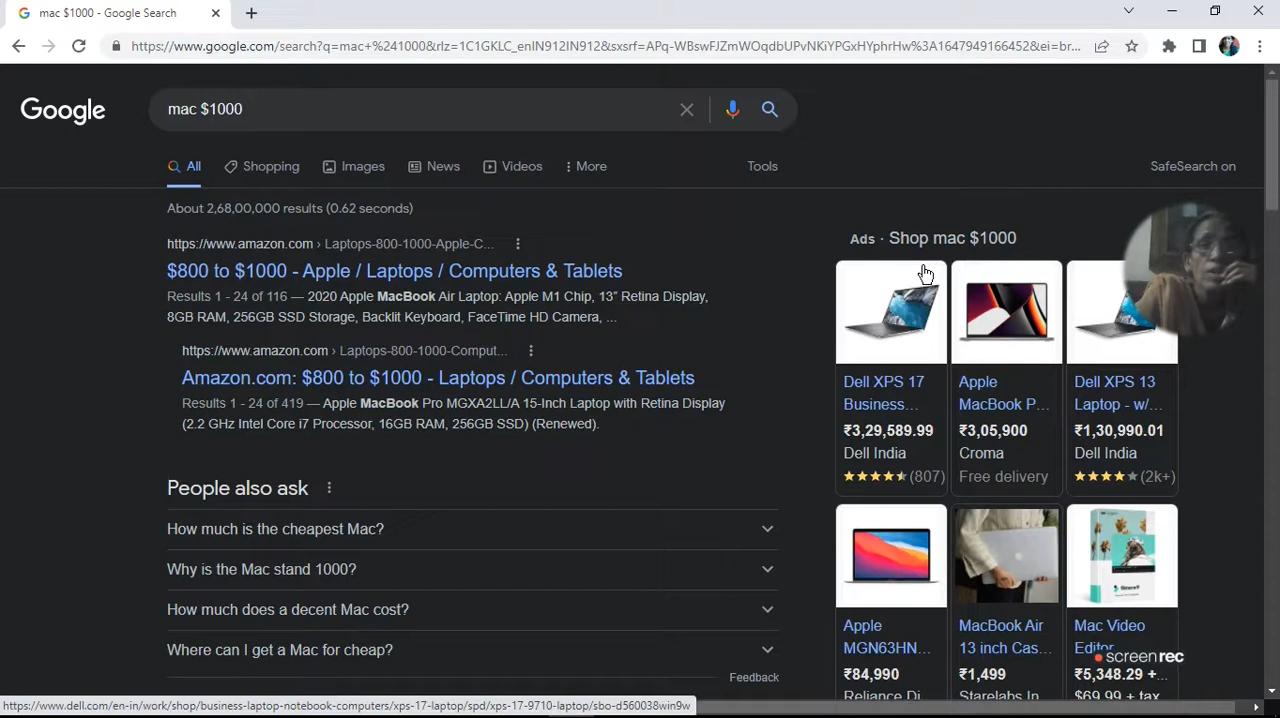 mac $1000 - Google Search
https://www.google.com/search?q=mac+%241000&rlz=1C1GKLC_enIN912IN912&sxsrf=APq-WBswFJZmWOqdbUPvNKiYPGxHYphrHw%3A1647949166452&ei=br...
Google
mac $1000
All Shopping Images News Videos More Tools SafeSearch on
About 2,68,00,000 results (0.62 seconds)
https://www.amazon.com › Laptops-800-1000-Apple-C...
$800 to $1000 - Apple / Laptops / Computers & Tablets
Results 1 - 24 of 116 — 2020 Apple MacBook Air Laptop: Apple M1 Chip, 13" Retina Display,
8GB RAM, 256GB SSD Storage, Backlit Keyboard, FaceTime HD Camera, ...
https://www.amazon.com › Laptops-800-1000-Comput...
Amazon.com: $800 to $1000 - Laptops / Computers & Tablets
Results 1 - 24 of 419 — Apple MacBook Pro MGXA2LL/A 15-Inch Laptop with Retina Display
(2.2 GHz Intel Core i7 Processor, 16GB RAM, 256GB SSD) (Renewed).
People also ask
How much is the cheapest Mac?
Why is the Mac stand 1000?
How much does a decent Mac cost?
Where can I get a Mac for cheap?
Feedback
Ads · Shop mac $1000
Dell XPS 17
Business...
₹3,29,589.99
Dell India
(807)
Apple
MacBook P...
₹3,05,900
Croma
Free delivery
Dell XPS 13
Laptop - w/...
₹1,30,990.01
Dell India
(2k+)
Apple
MGN63HN...
₹84,990
Reliance Di
MacBook Air
13 inch Cas...
₹1,499
Starelabs In
Mac Video
Editor
₹5,348.29 +...
$69.99 + tax
screenrec
https://www.dell.com/en-in/work/shop/business-laptop-notebook-computers/xps-17-laptop/spd/xps-17-9710-laptop/sbo-d560038win9w